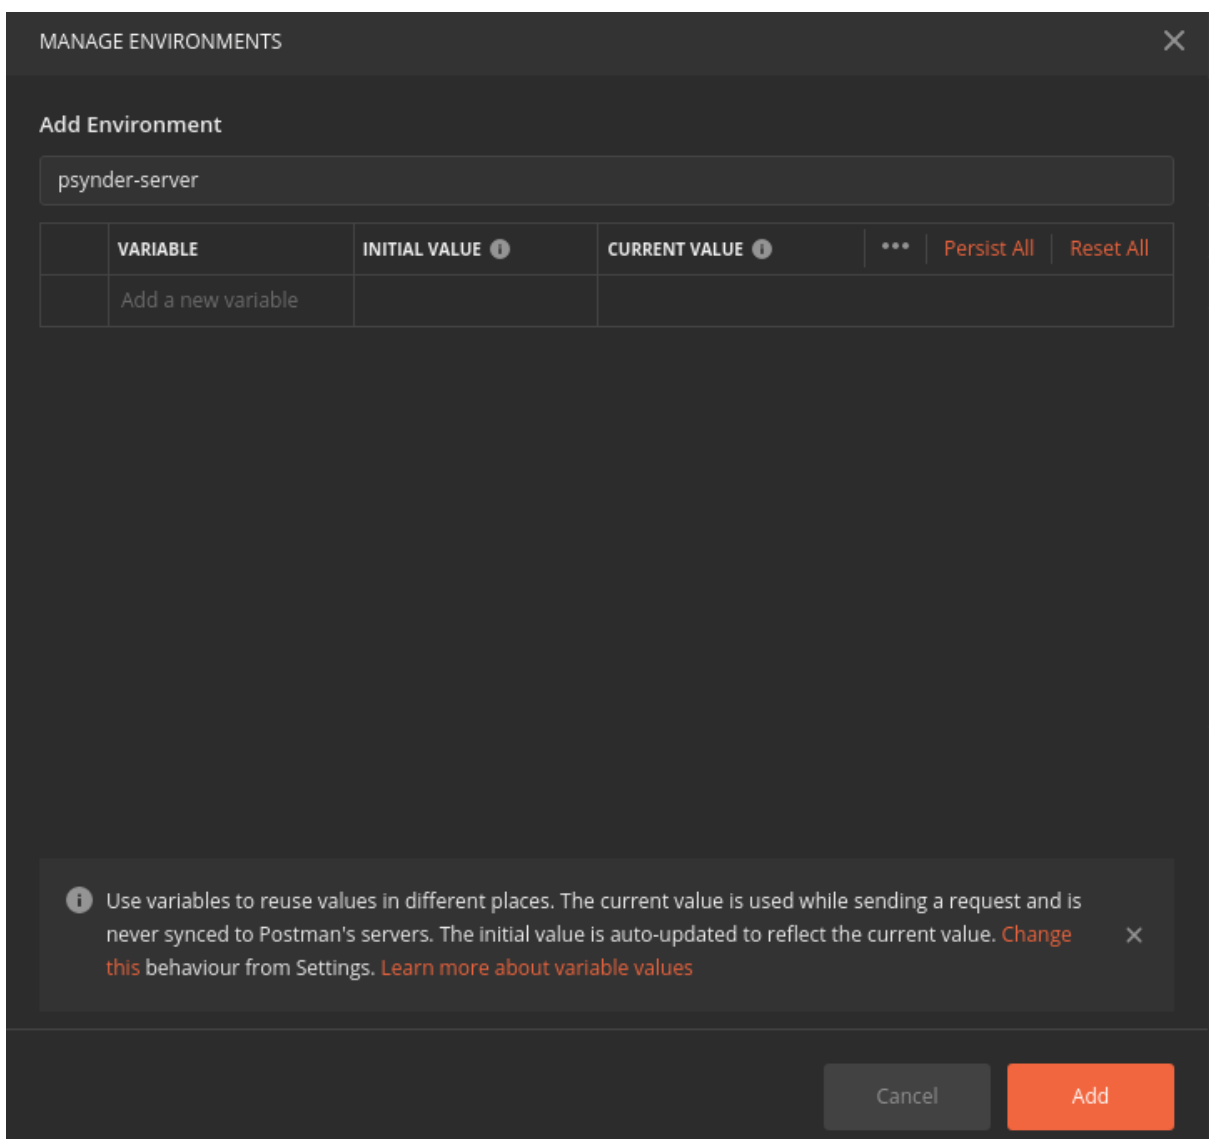 MANAGE ENVIRONMENTS
Add Environment
psynder-server
VARIABLE INITIAL VALUE CURRENT VALUE Persist All Reset All
Add a new variable
Use variables to reuse values in different places. The current value is used while sending a request and is
never synced to Postman's servers. The initial value is auto-updated to reflect the current value. Change
this behaviour from Settings. Learn more about variable values
Cancel Add